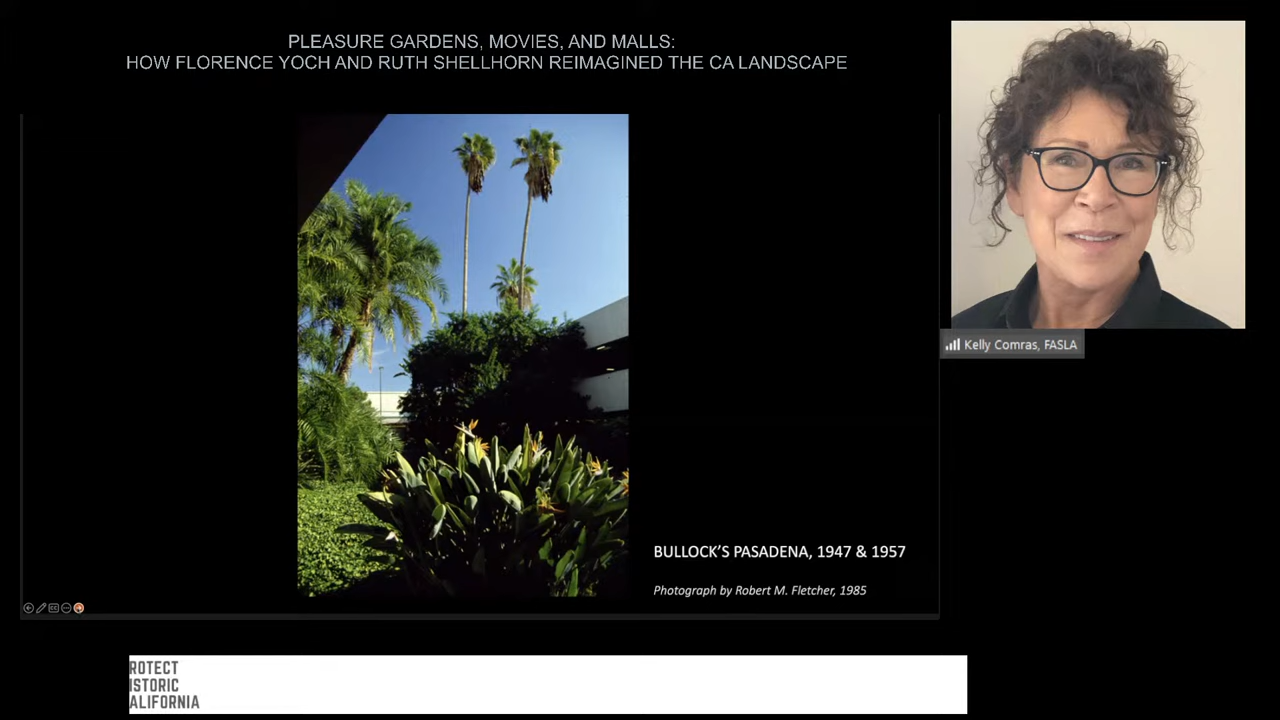 PLEASURE GARDENS, MOVIES, AND MALLS:
HOW FLORENCE YOCH AND RUTH SHELLHORN REIMAGINED THE CA LANDSCAPE
Kelly Comras, FASLA
BULLOCK'S PASADENA, 1947 & 1957
Photograph by Robert M. Fletcher, 1985
ROTECT
ISTORIC
ALIFORNIA